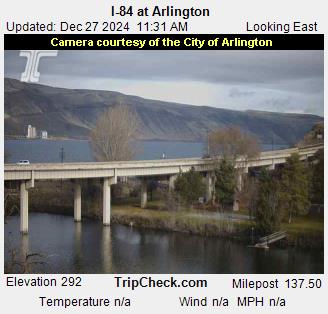 I-84 at Arlington
Updated: Dec 27 2024 11:31 AM Looking East
Camera courtesy of the City of Arlington
Elevation 292 TripCheck.com Milepost 137.50
Temperature n/a Wind n/a MPH n/a